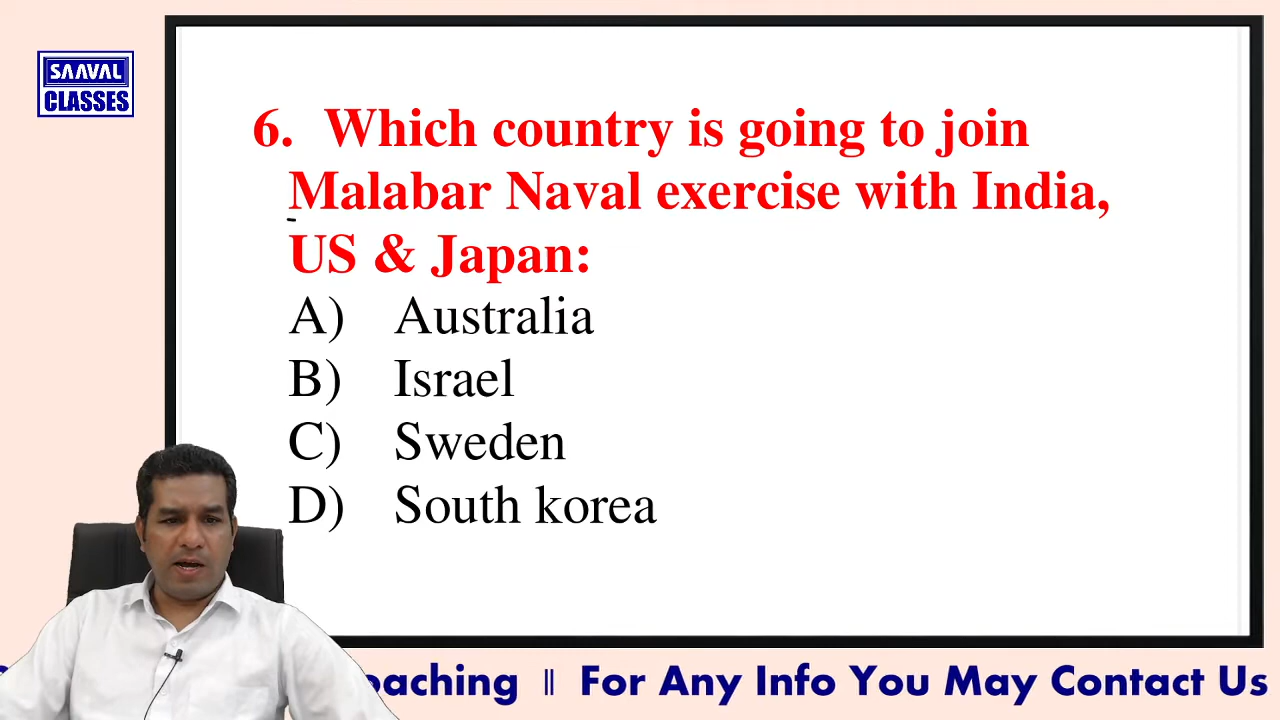 SAAVAL
CLASSES
6. Which country is going to join
Malabar Naval exercise with India,
US & Japan:
A) Australia
B) Israel
C) Sweden
D) South korea
oaching || For Any Info You May Contact Us